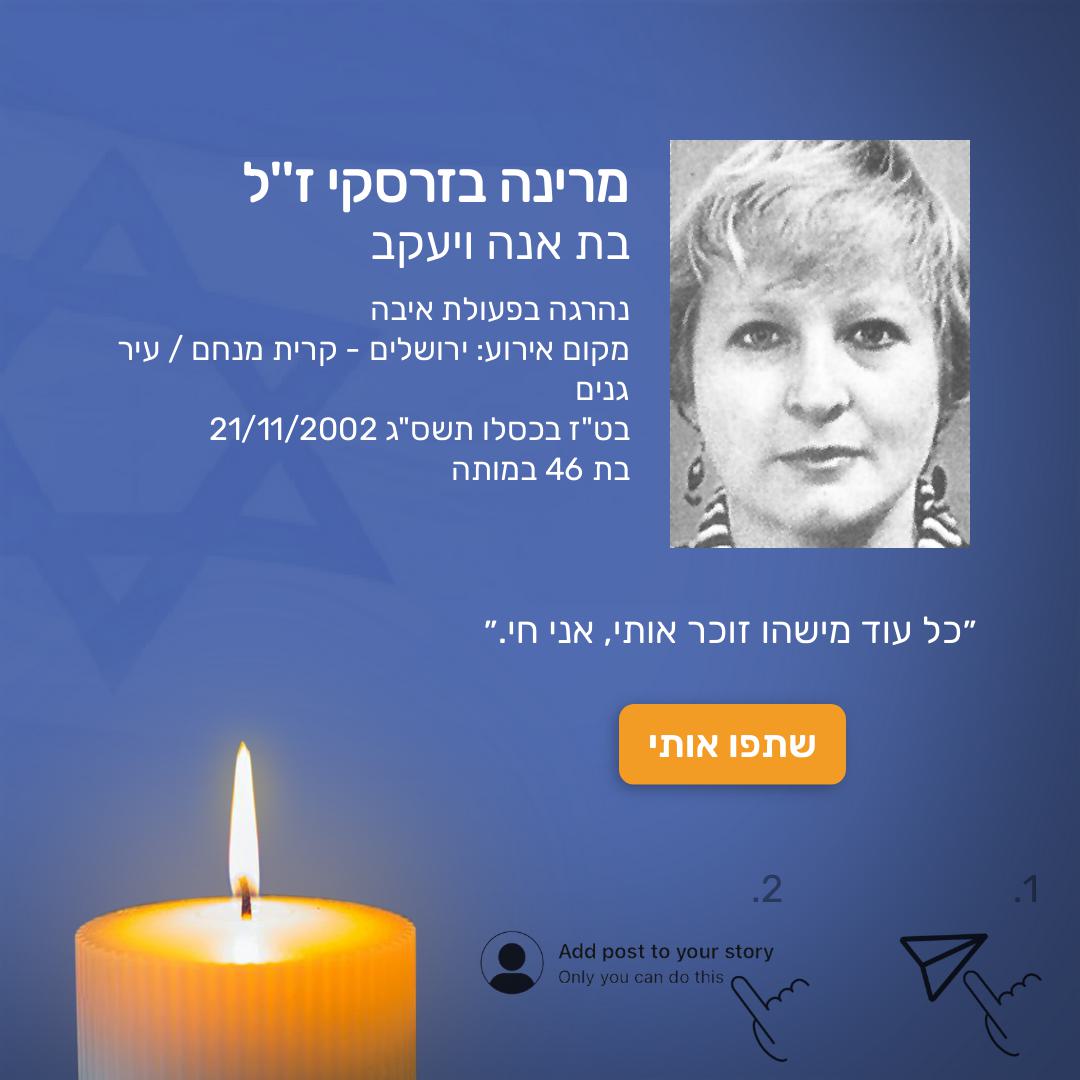 מרינה בזרסקי ז"ל
בת אנה ויעקב
נהרגה בפעולת איבה
מקום אירוע: ירושלים - קרית מנחם / עיר
גנים
בט"ז בכסלו תשס"ג 21/11/2002
בת 46 במותה
״כל עוד מישהו זוכר אותי, אני חי.״
שתפו אותי
1.
2.
Add post to your story
Only you can do this